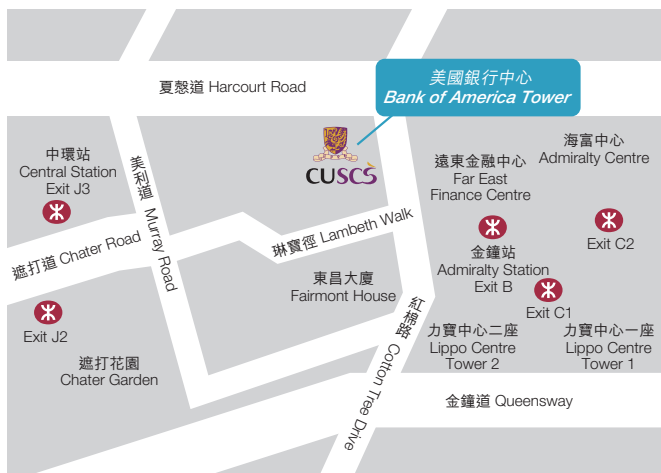 夏慤道 Harcourt Road
美國銀行中心
Bank of America Tower
中環站
Central Station
Exit J3
美利道 Murray Road
CUSCS
遠東金融中心
Far East
Finance Centre
海富中心
Admiralty Centre
Exit C2
遮打道 Chater Road
琳寶徑 Lambeth Walk
金鐘站
Admiralty Station
Exit B
東昌大廈
Fairmont House
Exit C1
Exit J2
紅棉路 Cotton Tree Drive
力寶中心二座
Lippo Centre
Tower 2
力寶中心一座
Lippo Centre
Tower 1
遮打花園
Chater Garden
金鐘道 Queensway